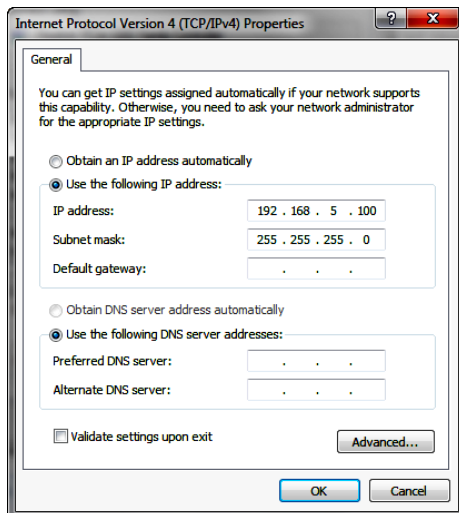 Internet Protocol Version 4 (TCP/IPv4) Properties
General
You can get IP settings assigned automatically if your network supports
this capability. Otherwise, you need to ask your network administrator
for the appropriate IP settings.
Obtain an IP address automatically
Use the following IP address:
IP address: 192 . 168 . 5 . 100
Subnet mask: 255 . 255 . 255 . 0
Default gateway: . . .
Obtain DNS server address automatically
Use the following DNS server addresses:
Preferred DNS server: . . .
Alternate DNS server: . . .
Validate settings upon exit
Advanced...
OK Cancel